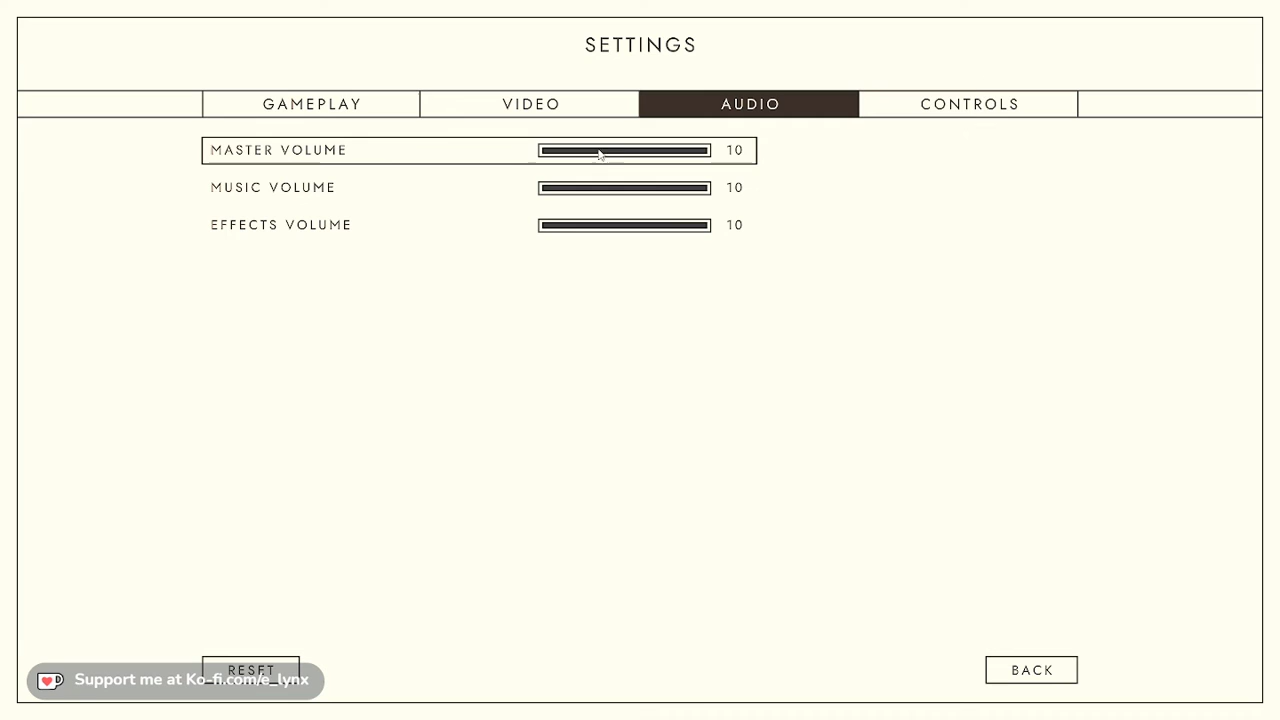 SETTINGS
GAMEPLAY VIDEO AUDIO CONTROLS
MASTER VOLUME 10
MUSIC VOLUME 10
EFFECTS VOLUME 10
RESET BACK
Support me at Ko-fi.com/e_lynx